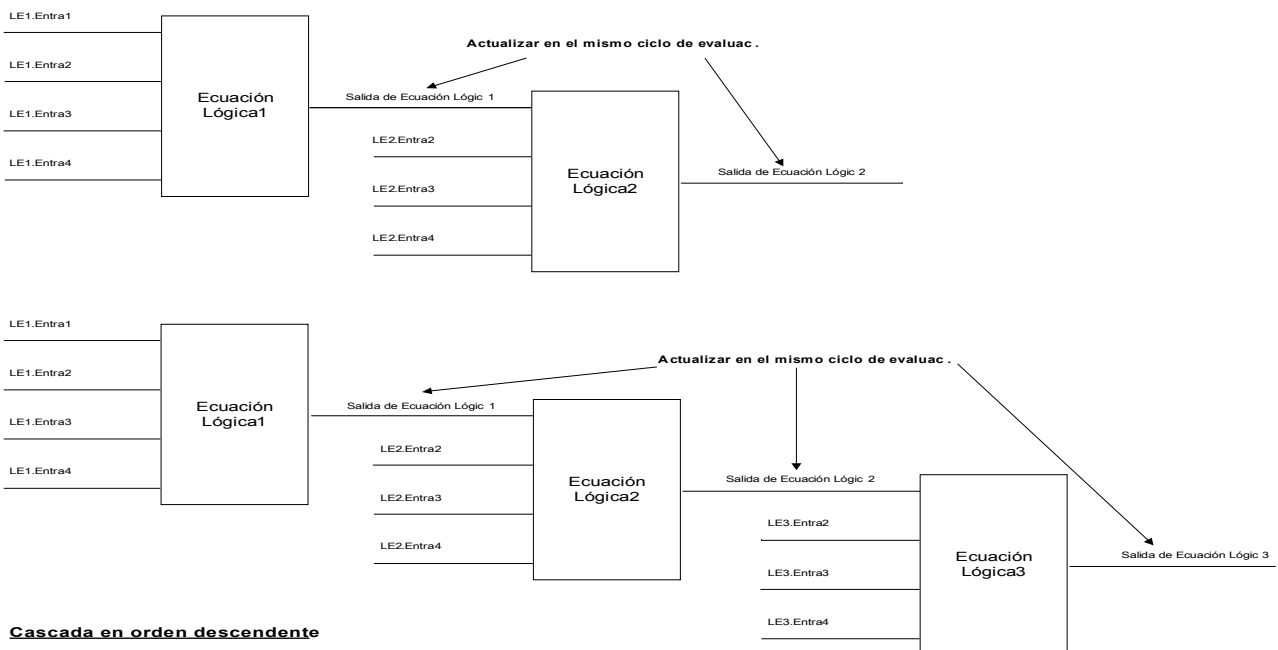 LE1.Entra1
LE1.Entra2
LE1.Entra3
LE1.Entra4
Ecuación
Lógica1
Actualizar en el mismo ciclo de evaluac .
Salida de Ecuación Lógic 1
LE2.Entra2
LE2.Entra3
LE2.Entra4
Ecuación
Lógica2
Salida de Ecuación Lógic 2
LE1.Entra1
LE1.Entra2
LE1.Entra3
LE1.Entra4
Ecuación
Lógica1
Actualizar en el mismo ciclo de evaluac .
Salida de Ecuación Lógic 1
LE2.Entra2
LE2.Entra3
LE2.Entra4
Ecuación
Lógica2
Salida de Ecuación Lógic 2
LE3.Entra2
LE3.Entra3
LE3.Entra4
Ecuación
Lógica3
Salida de Ecuación Lógic 3
Cascada en orden descendente